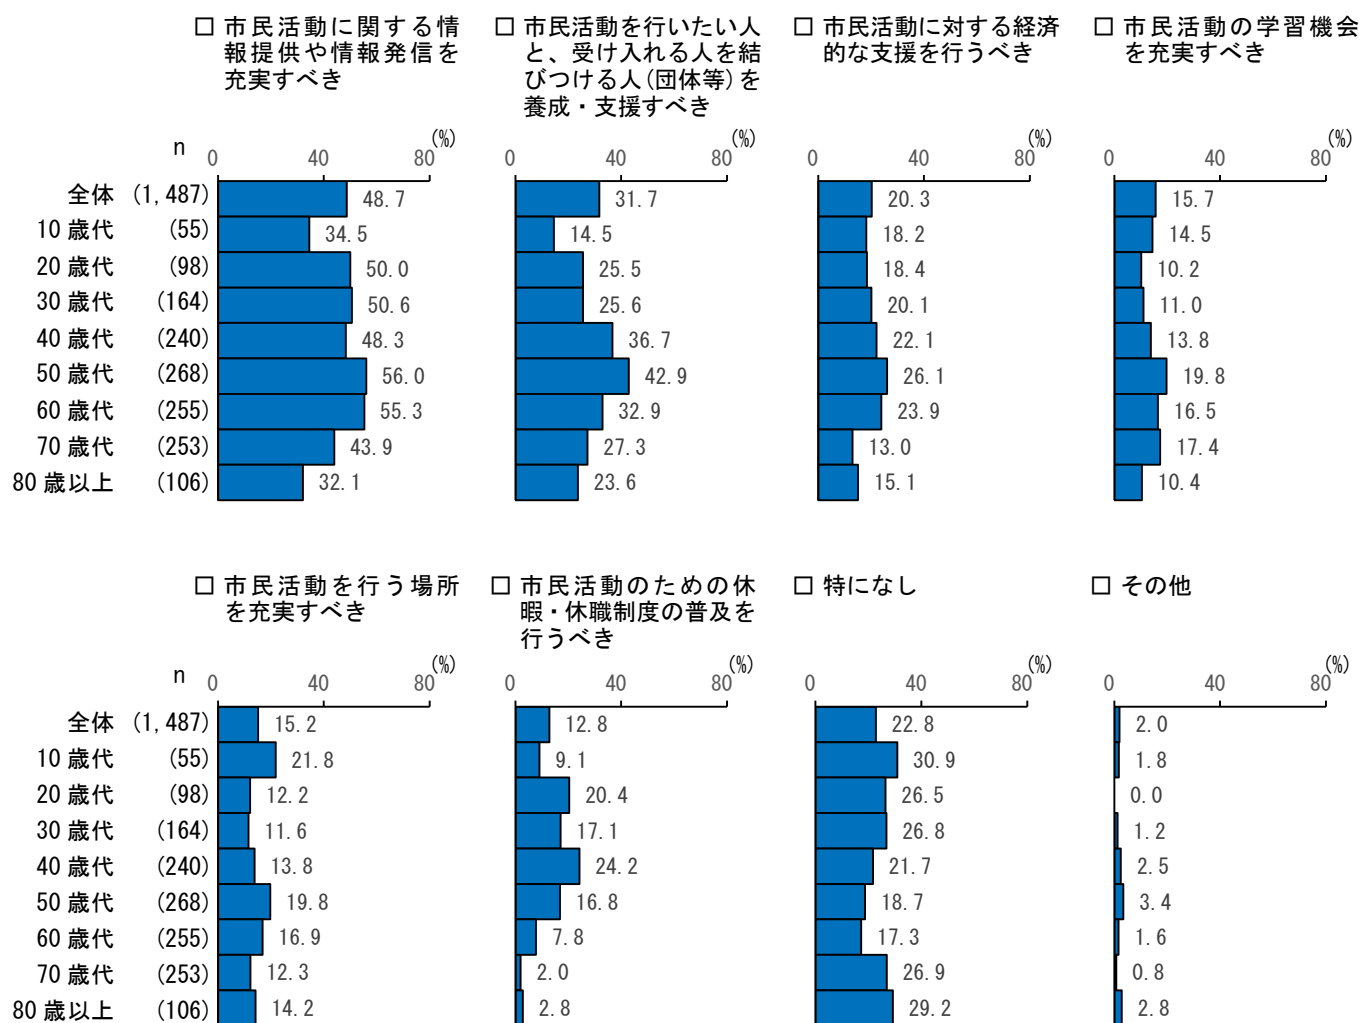 □ 市民活動に関する情
報提供や情報発信を
充実すべき
□ 市民活動を行いたい人
と、受け入れる人を結
びつける人(団体等)を
養成・支援すべき
□ 市民活動に対する経済
的な支援を行うべき
□ 市民活動の学習機会
を充実すべき
n 0 40 80 (%) 0 40 80 (%) 0 40 80 (%) 0 40 80 (%)
全体 (1,487) 48.7 31.7 20.3 15.7
10歳代 (55) 34.5 14.5 18.2 14.5
20歳代 (98) 50.0 25.5 18.4 10.2
30歳代 (164) 50.6 25.6 20.1 11.0
40歳代 (240) 48.3 36.7 22.1 13.8
50歳代 (268) 56.0 42.9 26.1 19.8
60歳代 (255) 55.3 32.9 23.9 16.5
70歳代 (253) 43.9 27.3 13.0 17.4
80歳以上 (106) 32.1 23.6 15.1 10.4
□ 市民活動を行う場所
を充実すべき
□ 市民活動のための休
暇・休職制度の普及を
行うべき
□ 特になし
□ その他
n 0 40 80 (%) 0 40 80 (%) 0 40 80 (%) 0 40 80 (%)
全体 (1,487) 15.2 12.8 22.8 2.0
10歳代 (55) 21.8 9.1 30.9 1.8
20歳代 (98) 12.2 20.4 26.5 0.0
30歳代 (164) 11.6 17.1 26.8 1.2
40歳代 (240) 13.8 24.2 21.7 2.5
50歳代 (268) 19.8 16.8 18.7 3.4
60歳代 (255) 16.9 7.8 17.3 1.6
70歳代 (253) 12.3 2.0 26.9 0.8
80歳以上 (106) 14.2 2.8 29.2 2.8